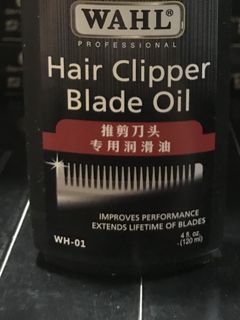 WAHL
PROFESSIONAL
Hair Clipper
Blade Oil
推剪刀头
专用润滑油
IMPROVES PERFORMANCE
EXTENDS LIFETIME OF BLADES
WH-01
4 fl. oz.
(120 ml)